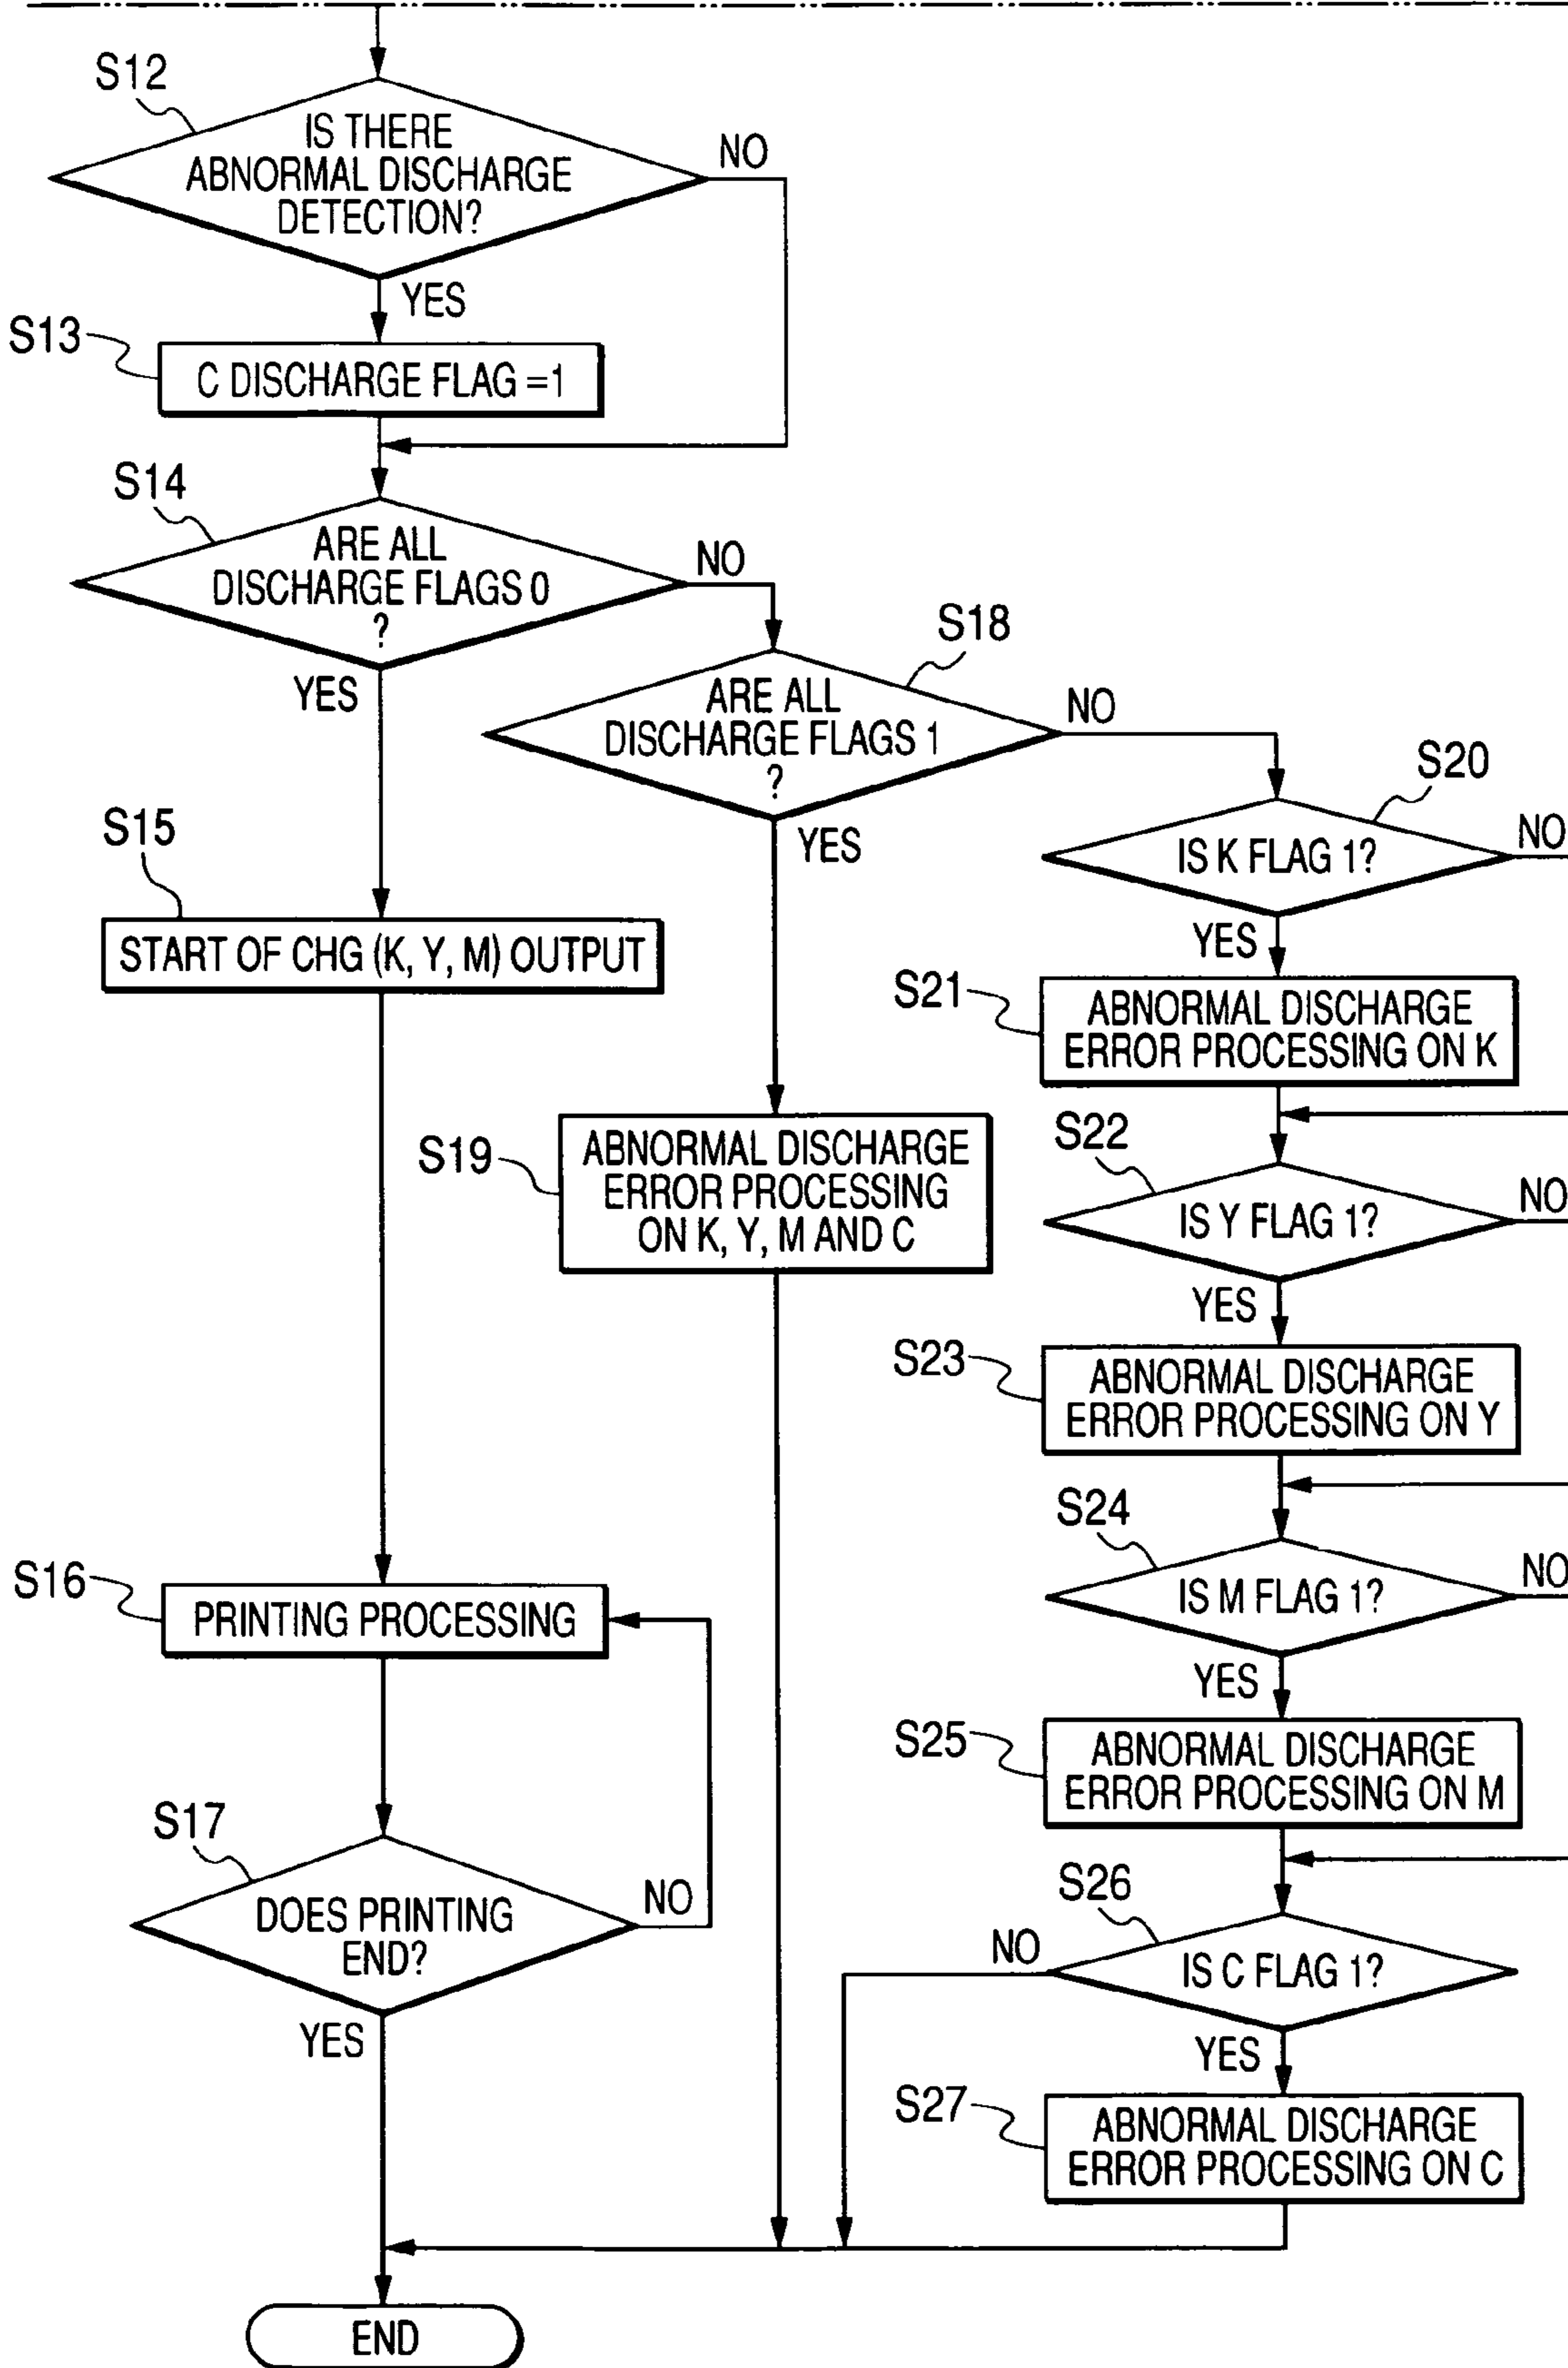 S12
IS THERE
ABNORMAL DISCHARGE
DETECTION?
NO
YES
S13
C DISCHARGE FLAG =1
S14
ARE ALL
DISCHARGE FLAGS 0
?
NO
YES
S18
ARE ALL
DISCHARGE FLAGS 1
?
NO
YES
S15
START OF CHG (K, Y, M) OUTPUT
S20
IS K FLAG 1?
NO
YES
S21
ABNORMAL DISCHARGE
ERROR PROCESSING ON K
S19
ABNORMAL DISCHARGE
ERROR PROCESSING
ON K, Y, M AND C
S22
IS Y FLAG 1?
NO
YES
S23
ABNORMAL DISCHARGE
ERROR PROCESSING ON Y
S24
IS M FLAG 1?
NO
YES
S16
PRINTING PROCESSING
S25
ABNORMAL DISCHARGE
ERROR PROCESSING ON M
S17
DOES PRINTING
END?
NO
YES
S26
IS C FLAG 1?
NO
YES
S27
ABNORMAL DISCHARGE
ERROR PROCESSING ON C
END